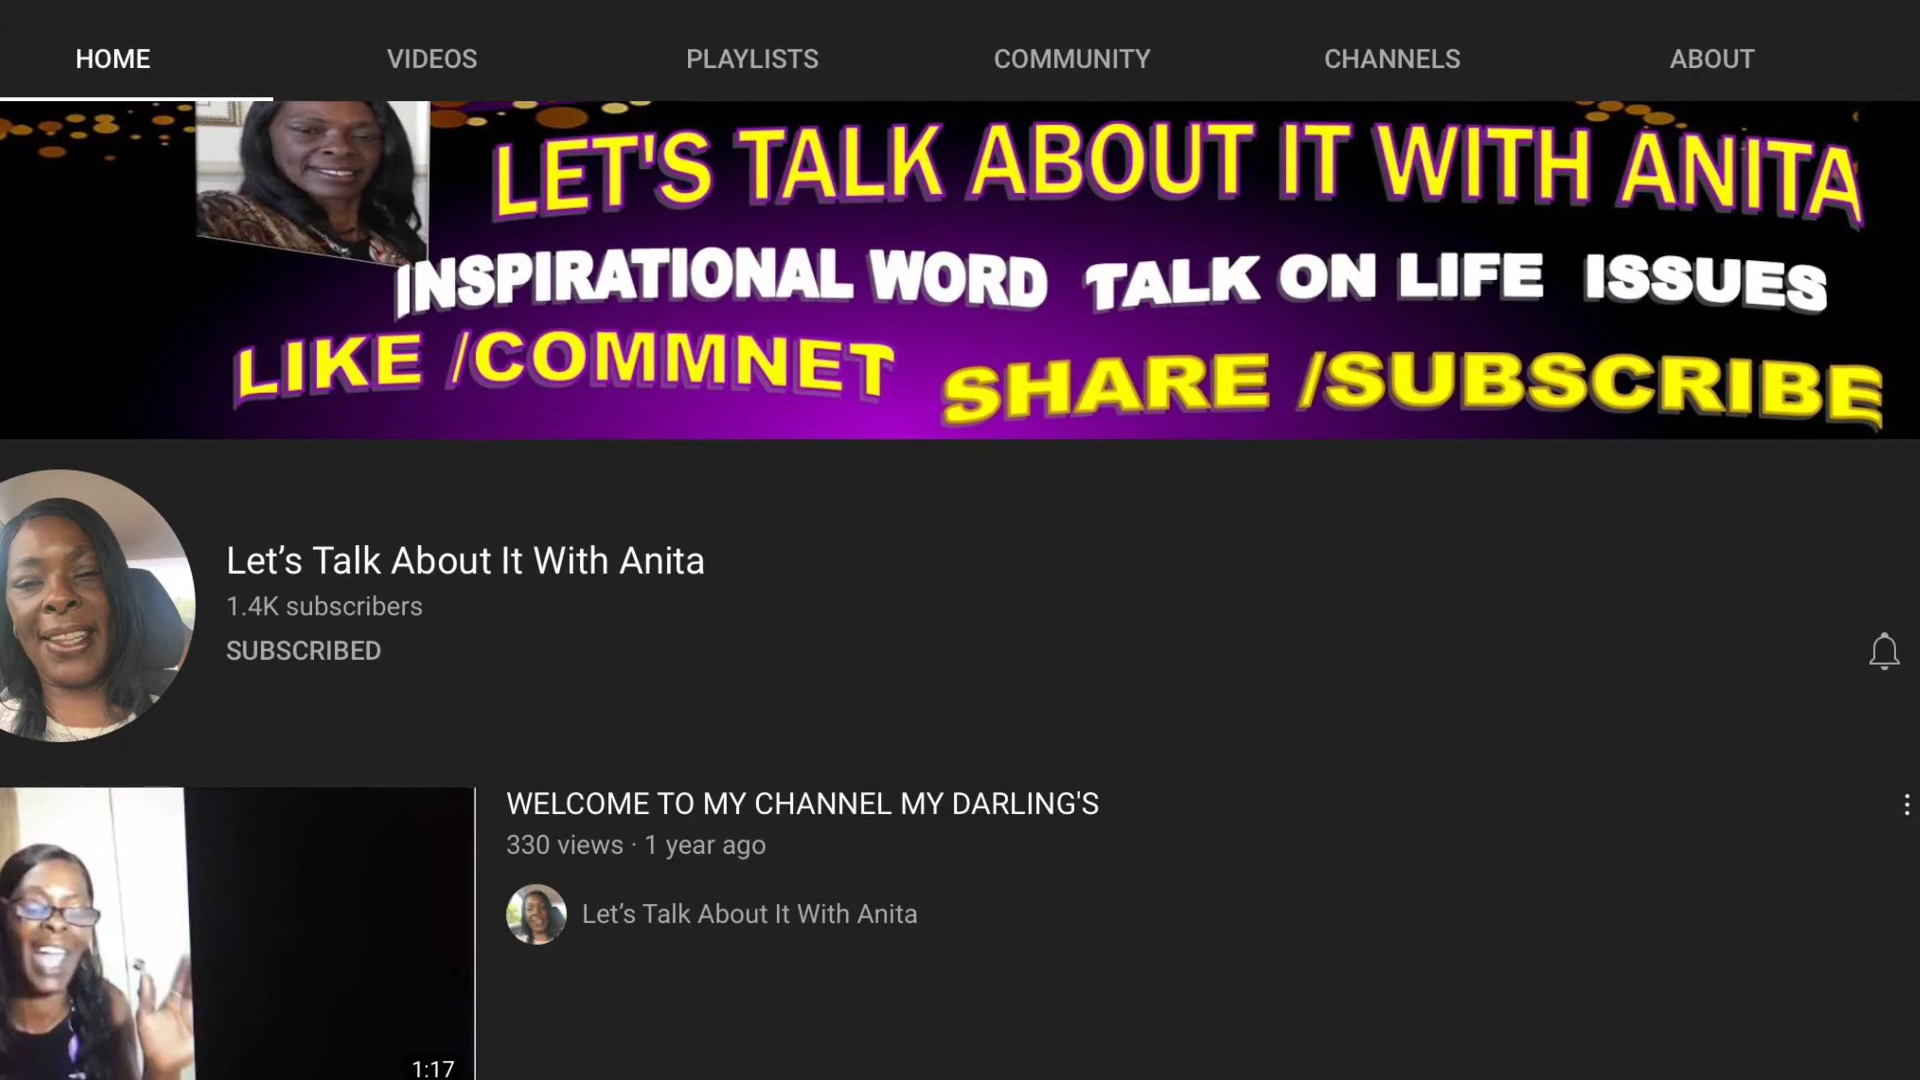 HOME VIDEOS PLAYLISTS COMMUNITY CHANNELS ABOUT
LET'S TALK ABOUT IT WITH ANITA
INSPIRATIONAL WORD TALK ON LIFE ISSUES
LIKE /COMMNET SHARE /SUBSCRIBE
Let’s Talk About It With Anita
1.4K subscribers
SUBSCRIBED
WELCOME TO MY CHANNEL MY DARLING'S
330 views · 1 year ago
Let’s Talk About It With Anita
1:17